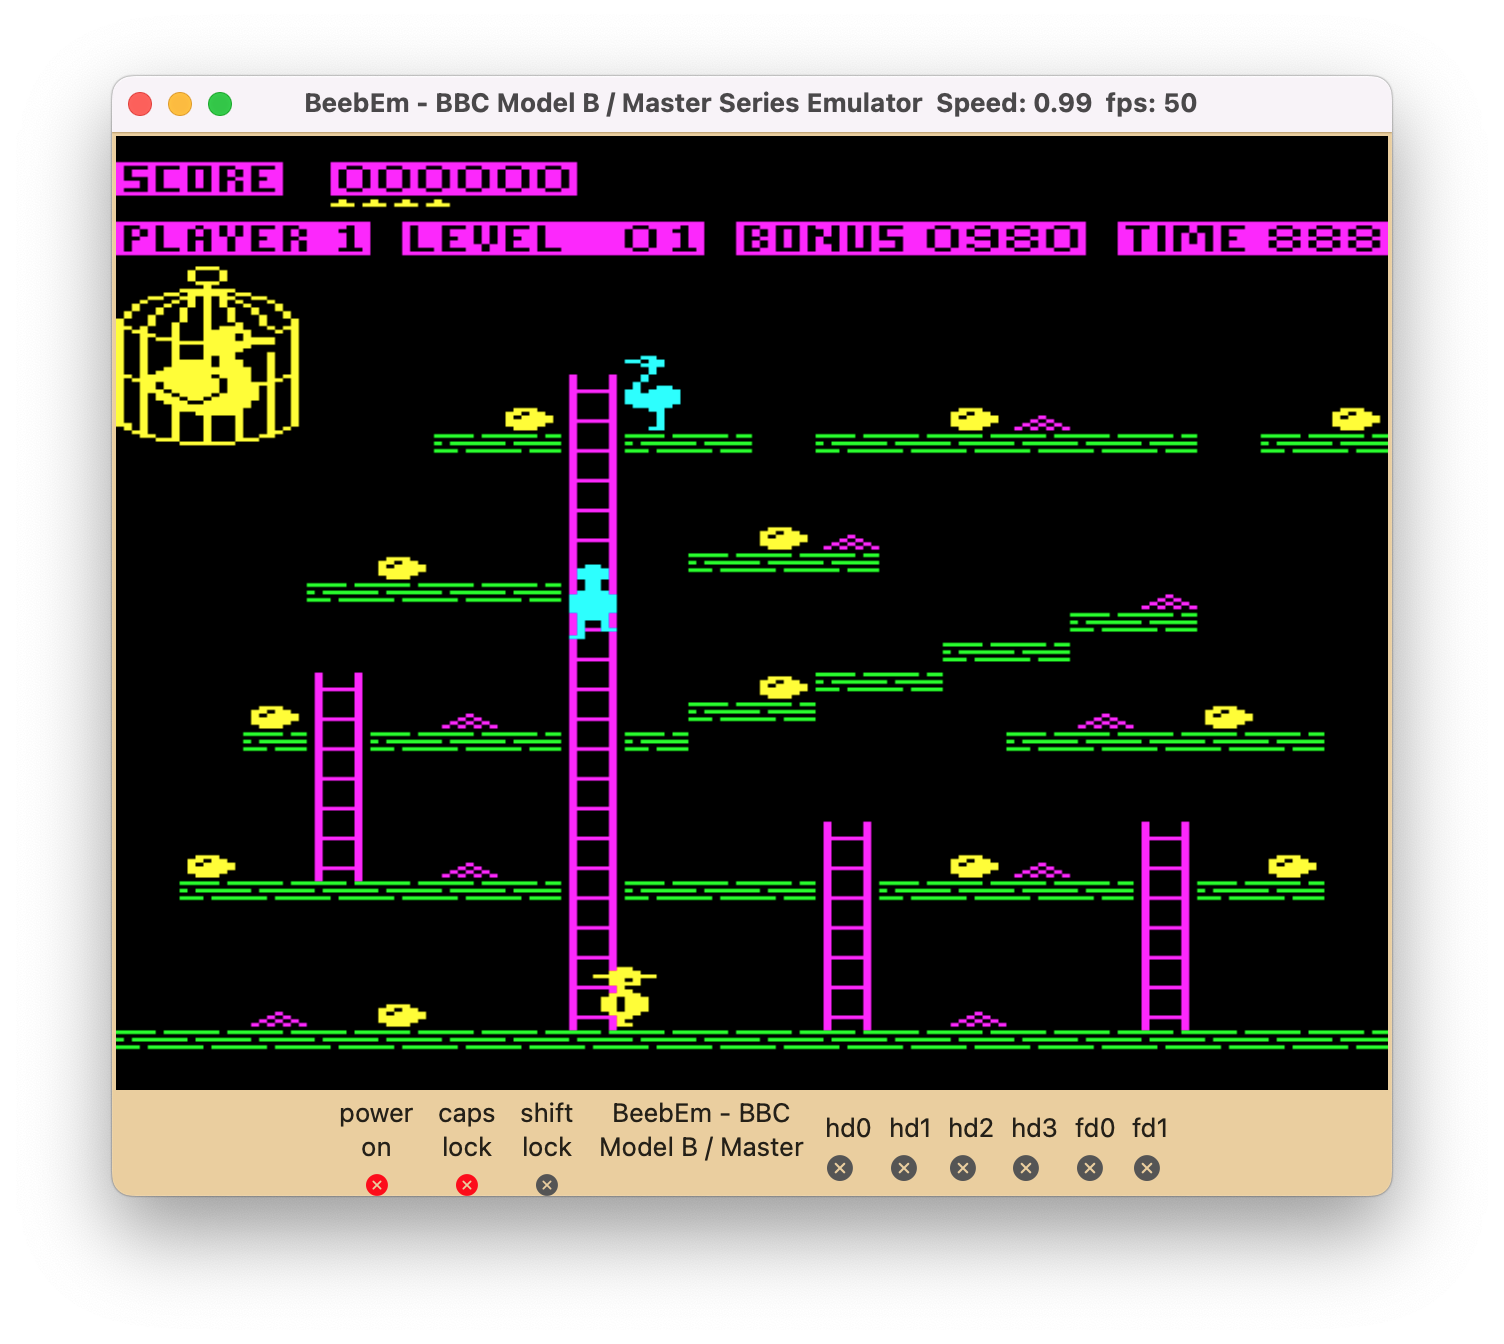 BeebEm - BBC Model B / Master Series Emulator  Speed: 0.99  fps: 50
SCORE 000000
PLAYER 1 LEVEL 01 BONUS 0980 TIME 888
power on
caps lock
shift lock
BeebEm - BBC
Model B / Master
hd0 hd1 hd2 hd3 fd0 fd1